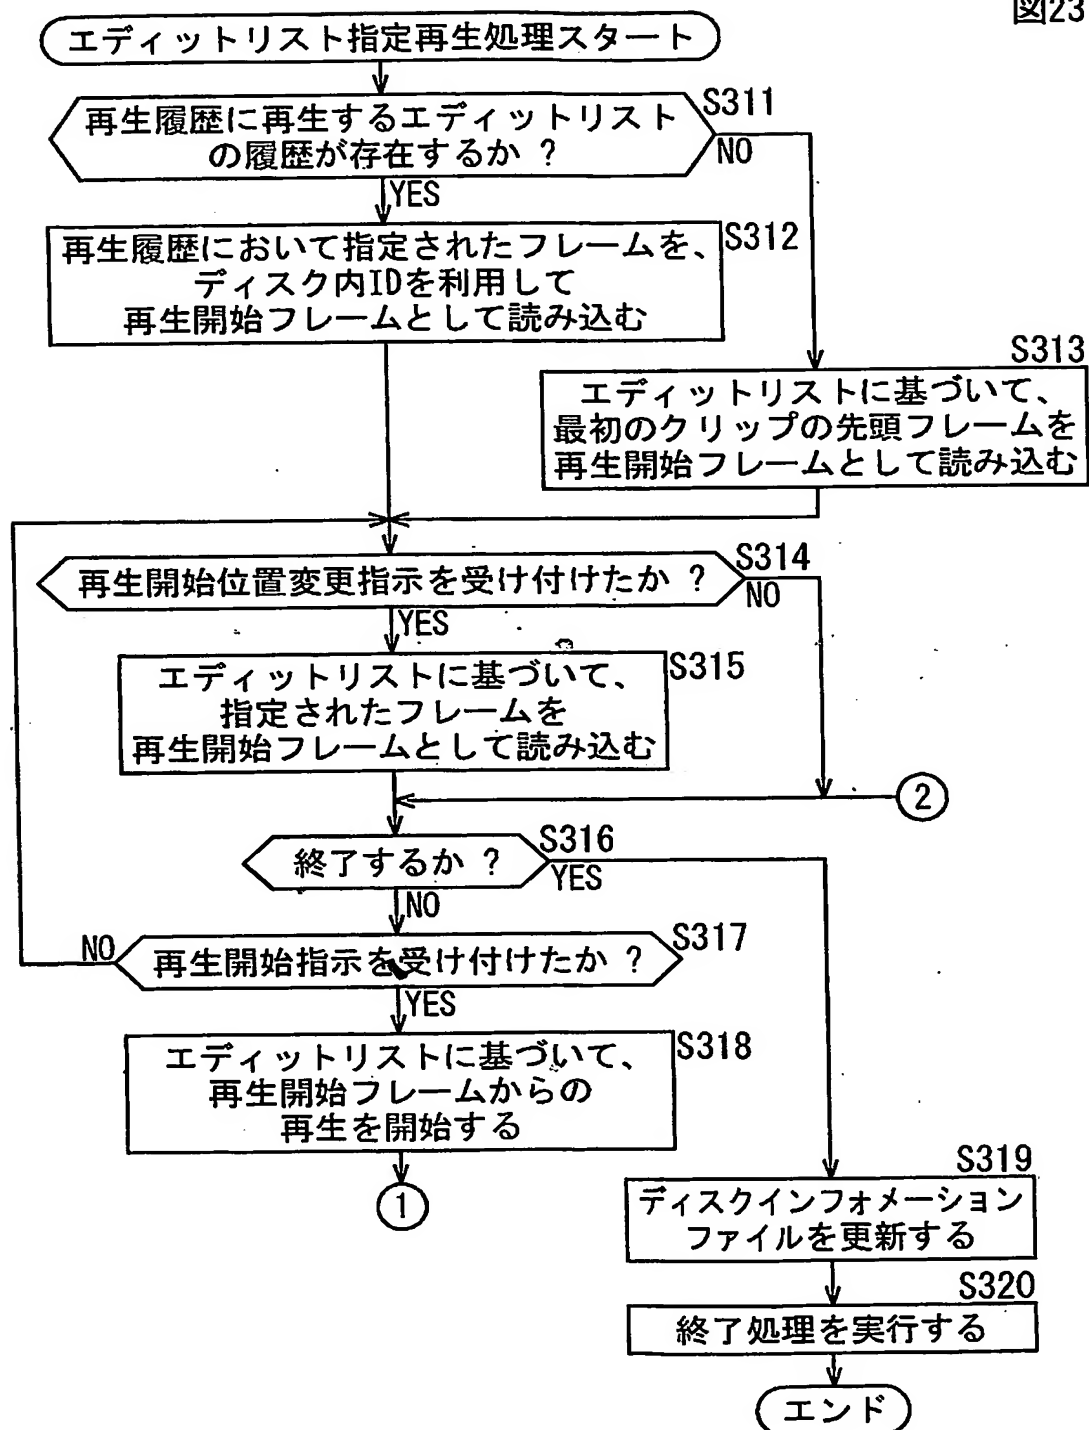 図23
エディットリスト指定再生処理スタート
S311
再生履歴に再生するエディットリスト
の履歴が存在するか ?
NO
YES
S312
再生履歴において指定されたフレームを、
ディスク内IDを利用して
再生開始フレームとして読み込む
S313
エディットリストに基づいて、
最初のクリップの先頭フレームを
再生開始フレームとして読み込む
S314
再生開始位置変更指示を受け付けたか ?
NO
YES
S315
エディットリストに基づいて、
指定されたフレームを
再生開始フレームとして読み込む
2
S316
終了するか ?
YES
NO
S317
NO
再生開始指示を受け付けたか ?
YES
S318
エディットリストに基づいて、
再生開始フレームからの
再生を開始する
1
S319
ディスクインフォメーション
ファイルを更新する
S320
終了処理を実行する
エンド